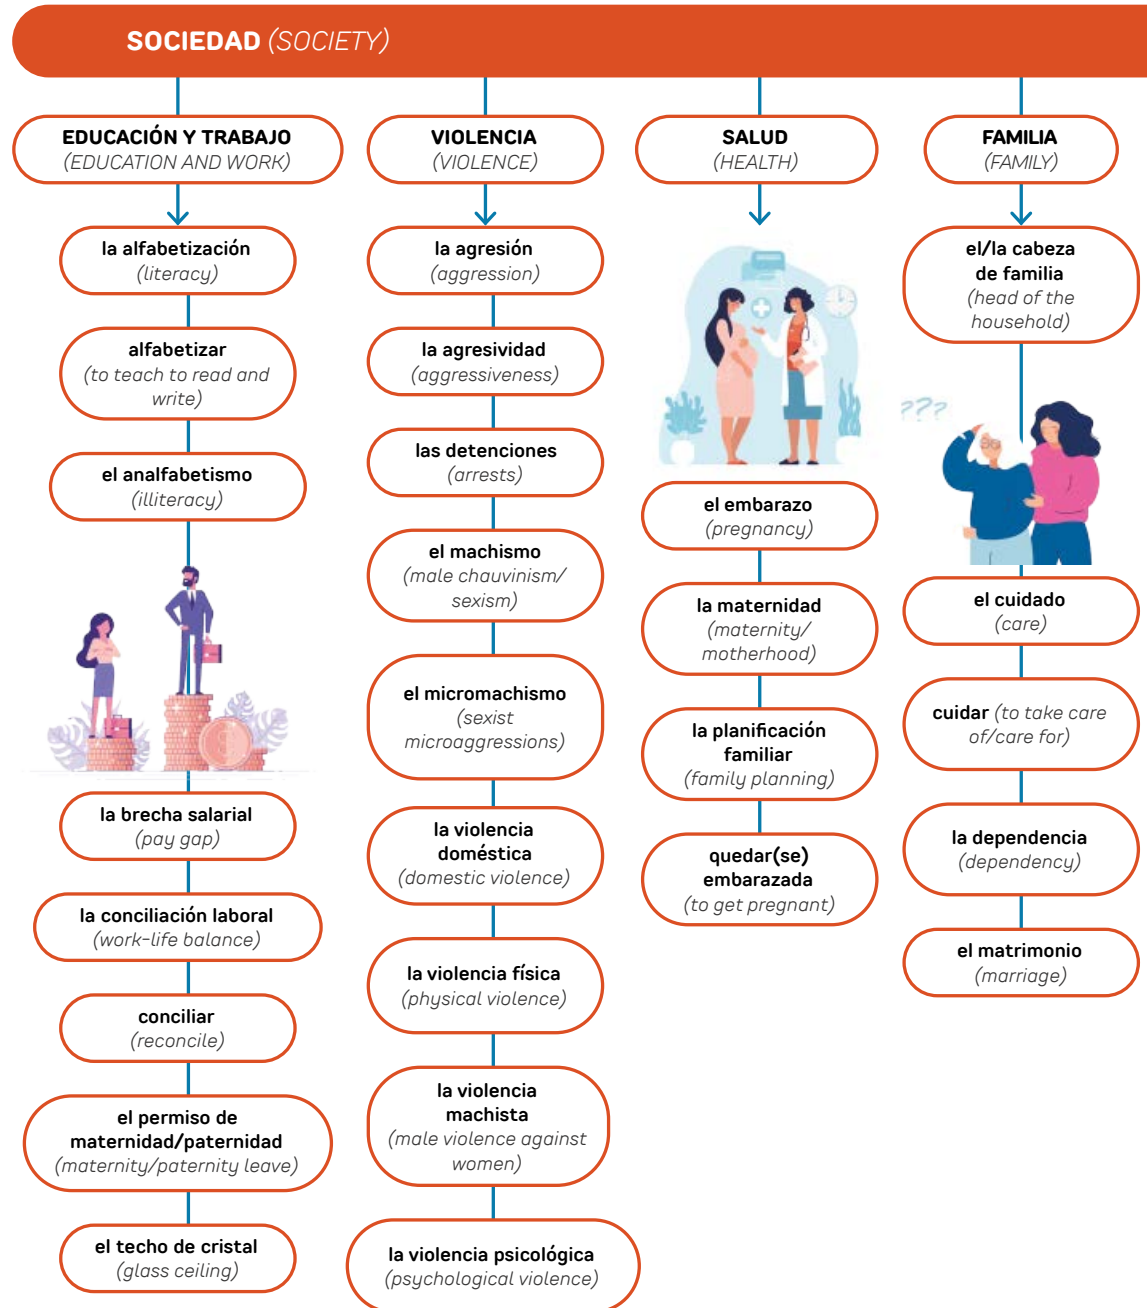 SOCIEDAD (SOCIETY)
EDUCACIÓN Y TRABAJO
(EDUCATION AND WORK)
la alfabetización
(literacy)
alfabetizar
(to teach to read and
write)
el analfabetismo
(illiteracy)
la brecha salarial
(pay gap)
la conciliación laboral
(work-life balance)
conciliar
(reconcile)
el permiso de
maternidad/paternidad
(maternity/paternity leave)
el techo de cristal
(glass ceiling)
VIOLENCIA
(VIOLENCE)
la agresión
(aggression)
la agresividad
(aggressiveness)
las detenciones
(arrests)
el machismo
(male chauvinism/
sexism)
el micromachismo
(sexist
microaggressions)
la violencia
doméstica
(domestic violence)
la violencia física
(physical violence)
la violencia
machista
(male violence against
women)
la violencia psicológica
(psychological violence)
SALUD
(HEALTH)
el embarazo
(pregnancy)
la maternidad
(maternity/
motherhood)
la planificación
familiar
(family planning)
quedar(se)
embarazada
(to get pregnant)
FAMILIA
(FAMILY)
el/la cabeza
de familia
(head of the
household)
???
el cuidado
(care)
cuidar (to take care
of/care for)
la dependencia
(dependency)
el matrimonio
(marriage)